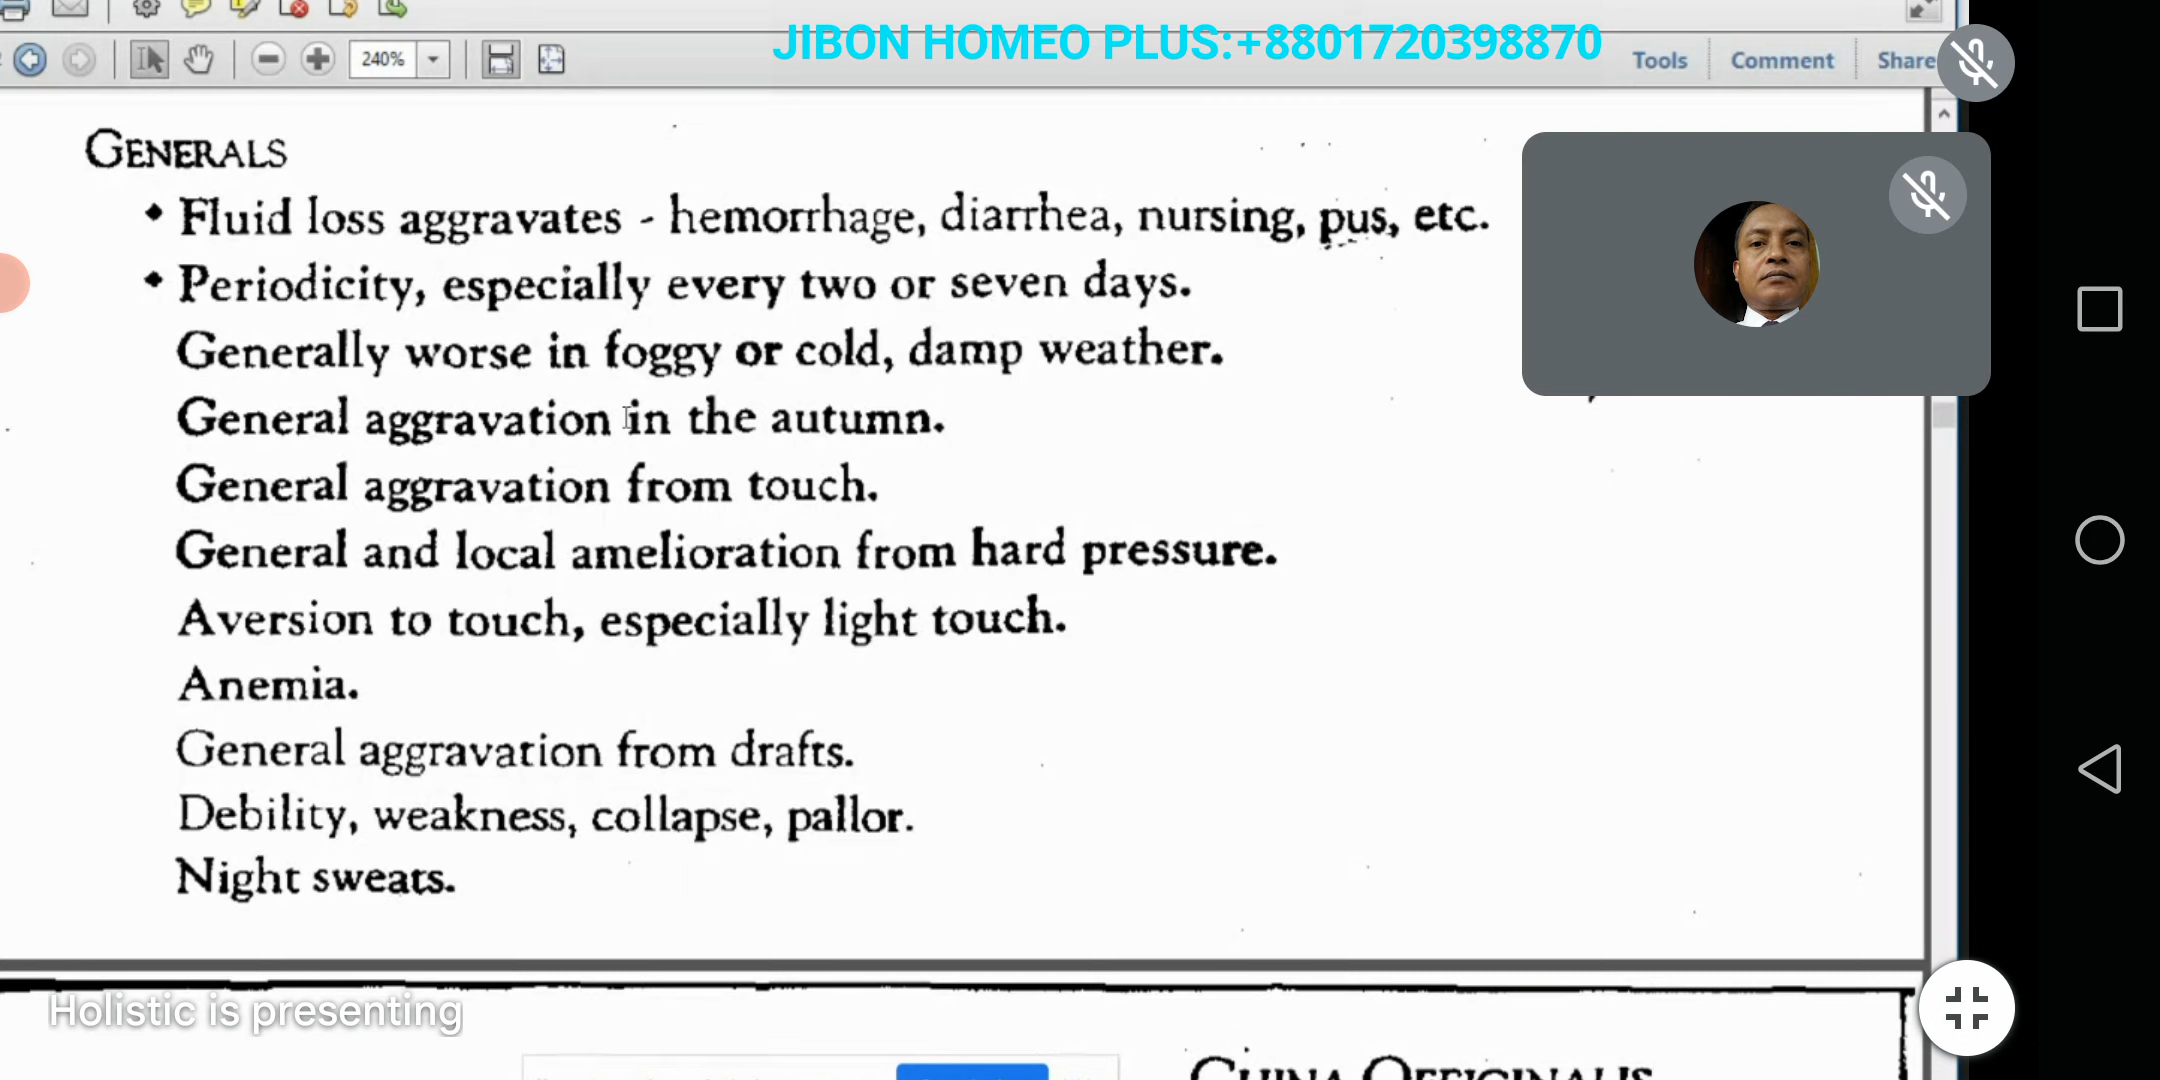 JIBON HOMEO PLUS:+8801720398870
240%
Tools
Comment
Share
GENERALS
• Fluid loss aggravates - hemorrhage, diarrhea, nursing, pus, etc.
• Periodicity, especially every two or seven days.
Generally worse in foggy or cold, damp weather.
General aggravation in the autumn.
General aggravation from touch.
General and local amelioration from hard pressure.
Aversion to touch, especially light touch.
Anemia.
General aggravation from drafts.
Debility, weakness, collapse, pallor.
Night sweats.
Holistic is presenting
CHINA OFFICINALIS